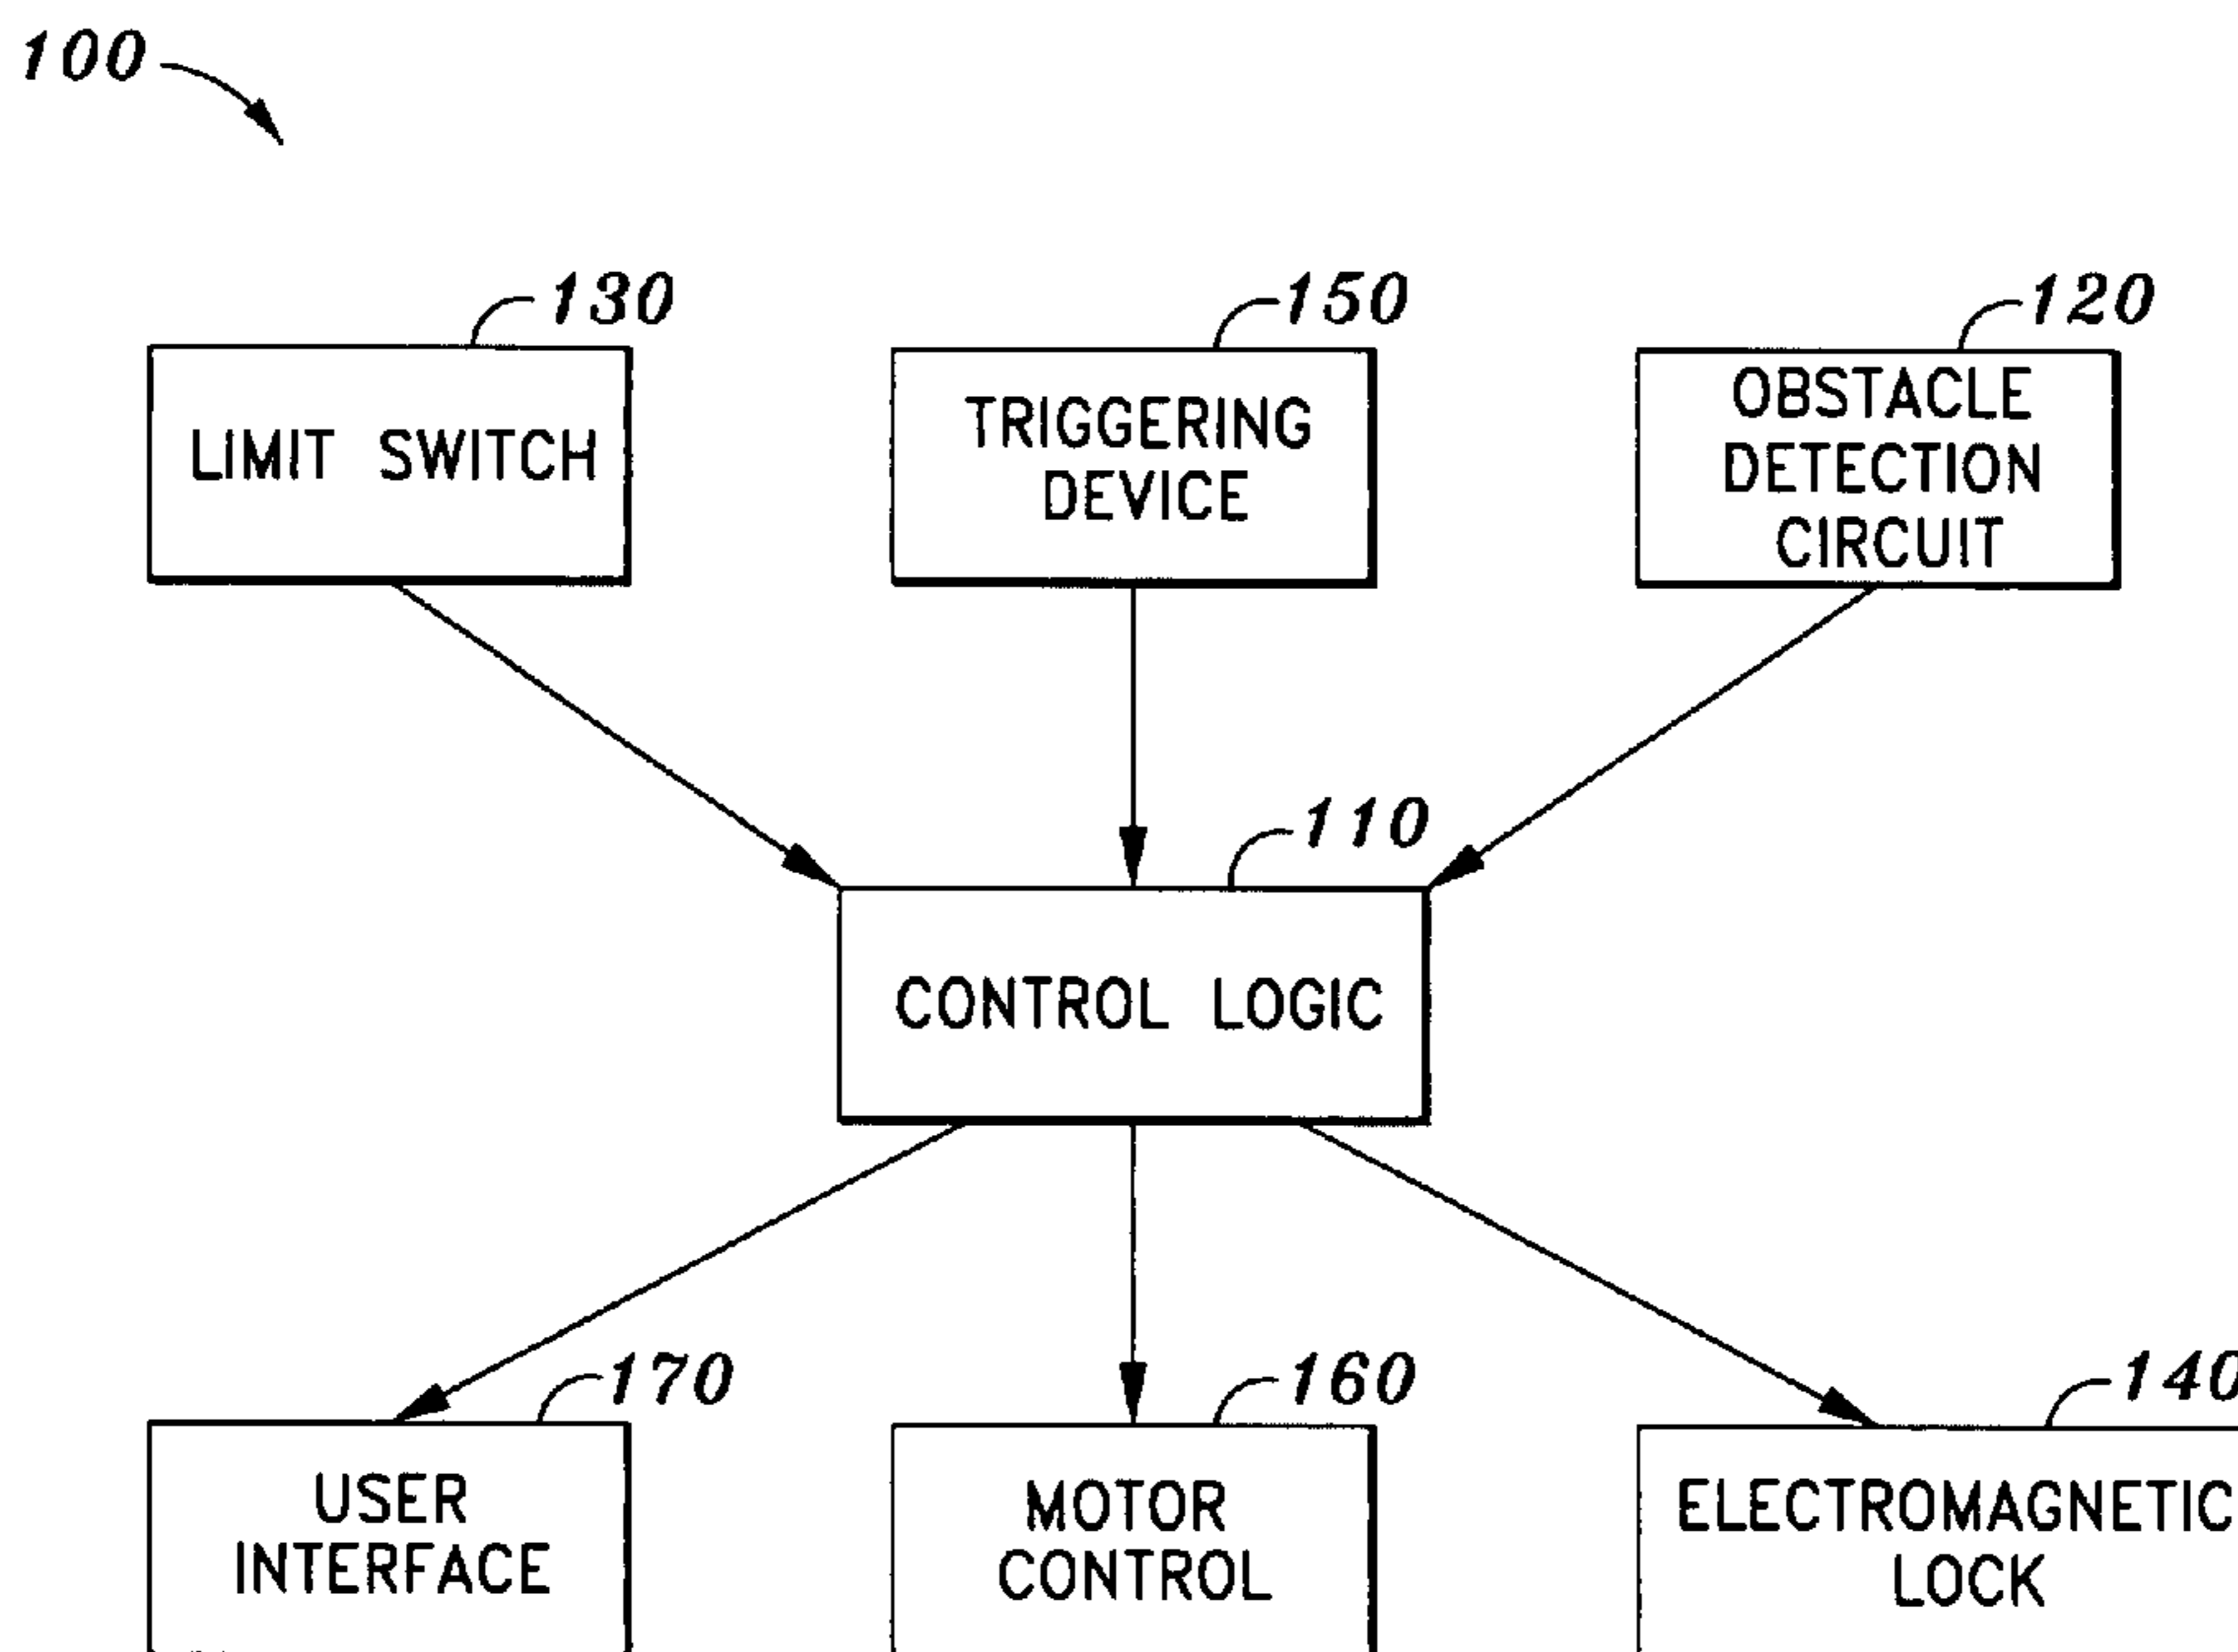 100
130
150
120
LIMIT SWITCH
TRIGGERING
DEVICE
OBSTACLE
DETECTION
CIRCUIT
110
CONTROL LOGIC
170
160
140
USER
INTERFACE
MOTOR
CONTROL
ELECTROMAGNETIC
LOCK